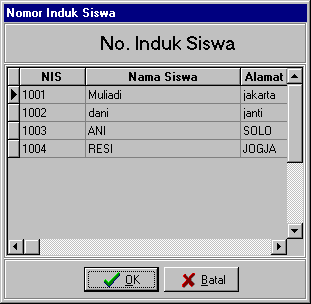 Nomor Induk Siswa
No. Induk Siswa
NIS Nama Siswa Alamat
1001 Muliadi jakarta
1002 dani janti
1003 ANI SOLO
1004 RESI JOGJA
OK Batal